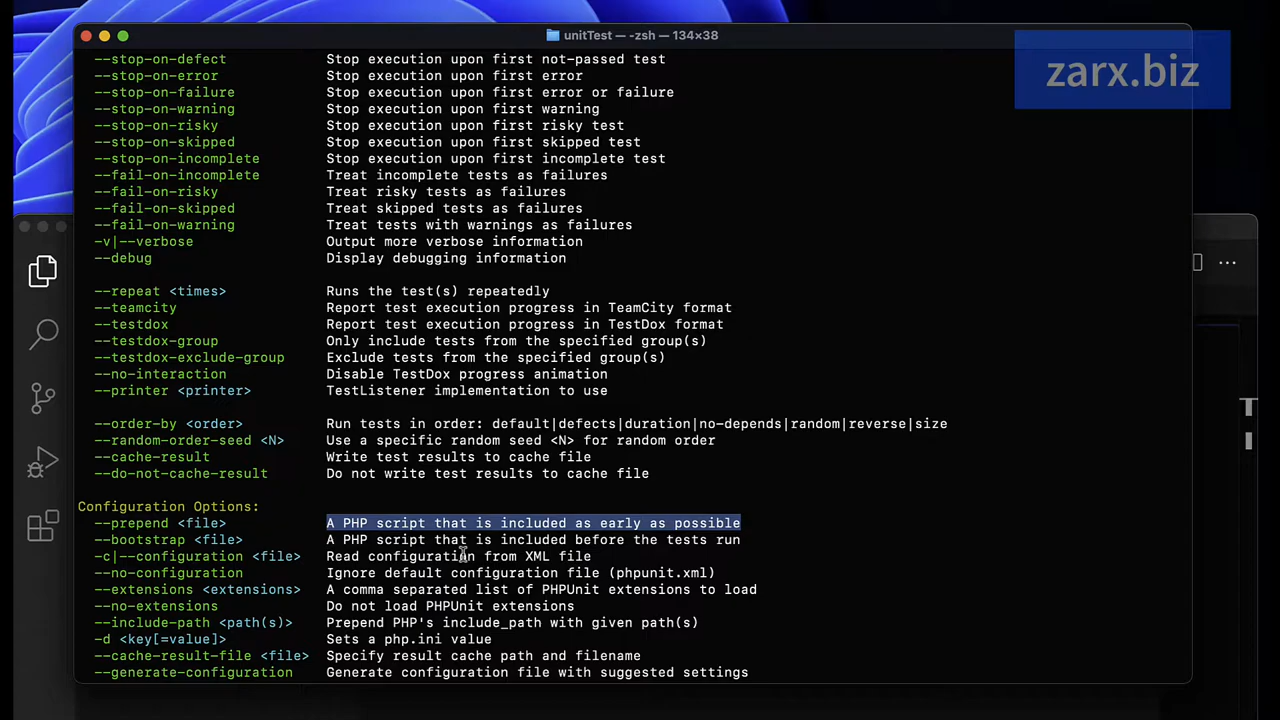 unitTest — -zsh — 134×38
zarx.biz
--stop-on-defect Stop execution upon first not-passed test
--stop-on-error Stop execution upon first error
--stop-on-failure Stop execution upon first error or failure
--stop-on-warning Stop execution upon first warning
--stop-on-risky Stop execution upon first risky test
--stop-on-skipped Stop execution upon first skipped test
--stop-on-incomplete Stop execution upon first incomplete test
--fail-on-incomplete Treat incomplete tests as failures
--fail-on-risky Treat risky tests as failures
--fail-on-skipped Treat skipped tests as failures
--fail-on-warning Treat tests with warnings as failures
-v|--verbose Output more verbose information
--debug Display debugging information
--repeat <times> Runs the test(s) repeatedly
--teamcity Report test execution progress in TeamCity format
--testdox Report test execution progress in TestDox format
--testdox-group Only include tests from the specified group(s)
--testdox-exclude-group Exclude tests from the specified group(s)
--no-interaction Disable TestDox progress animation
--printer <printer> TestListener implementation to use
--order-by <order> Run tests in order: default|defects|duration|no-depends|random|reverse|size
--random-order-seed <N> Use a specific random seed <N> for random order
--cache-result Write test results to cache file
--do-not-cache-result Do not write test results to cache file
Configuration Options:
--prepend <file> A PHP script that is included as early as possible
--bootstrap <file> A PHP script that is included before the tests run
-c|--configuration <file> Read configuration from XML file
--no-configuration Ignore default configuration file (phpunit.xml)
--extensions <extensions> A comma separated list of PHPUnit extensions to load
--no-extensions Do not load PHPUnit extensions
--include-path <path(s)> Prepend PHP's include_path with given path(s)
-d <key[=value]> Sets a php.ini value
--cache-result-file <file> Specify result cache path and filename
--generate-configuration Generate configuration file with suggested settings